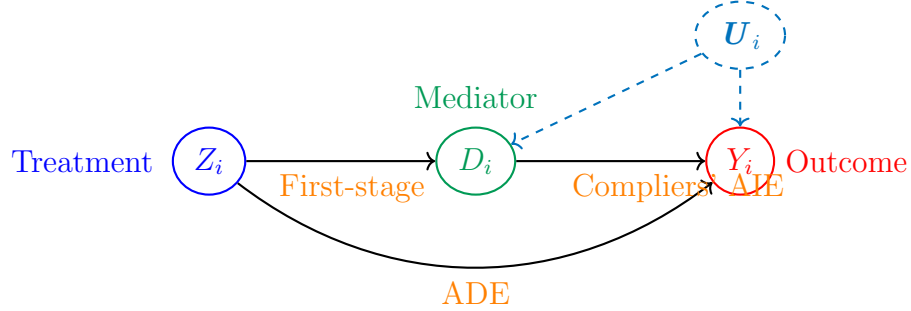 U_i
Mediator
Treatment
Z_i
D_i
Y_i
Outcome
First-stage
Compliers' AIE
ADE